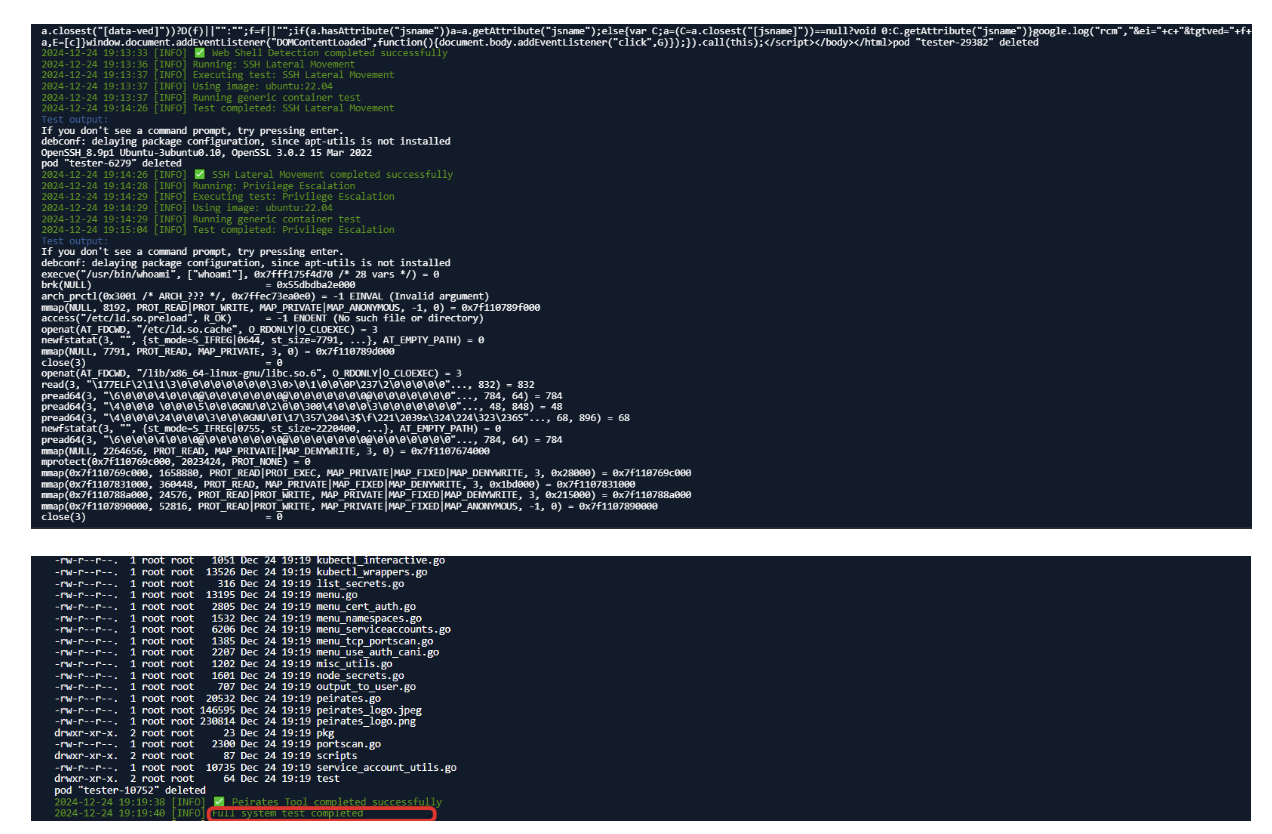 a.closest("[data-ved]"))?D(f)||"":"";f=f||"";if(a.hasAttribute("jsname"))a=a.getAttribute("jsname");else{var C;a=(C=a.closest("[jsname]"))==null?void 0:C.getAttribute("jsname")}google.log("rcm","&ei="+c+"&tgtved="+f+
a,E=[c]}window.document.addEventListener("DOMContentLoaded",function(){document.body.addEventListener("click",G)});}).call(this);</script></body></html>pod "tester-29382" deleted
2024-12-24 19:13:33 [INFO] ✅ Web Shell Detection completed successfully
2024-12-24 19:13:36 [INFO] Running: SSH Lateral Movement
2024-12-24 19:13:37 [INFO] Executing test: SSH Lateral Movement
2024-12-24 19:13:37 [INFO] Using image: ubuntu:22.04
2024-12-24 19:13:37 [INFO] Running generic container test
2024-12-24 19:14:26 [INFO] Test completed: SSH Lateral Movement
Test output:
If you don't see a command prompt, try pressing enter.
debconf: delaying package configuration, since apt-utils is not installed
OpenSSH_8.9p1 Ubuntu-3ubuntu0.10, OpenSSL 3.0.2 15 Mar 2022
pod "tester-6279" deleted
2024-12-24 19:14:26 [INFO] ✅ SSH Lateral Movement completed successfully
2024-12-24 19:14:28 [INFO] Running: Privilege Escalation
2024-12-24 19:14:29 [INFO] Executing test: Privilege Escalation
2024-12-24 19:14:29 [INFO] Using image: ubuntu:22.04
2024-12-24 19:14:29 [INFO] Running generic container test
2024-12-24 19:15:04 [INFO] Test completed: Privilege Escalation
Test output:
If you don't see a command prompt, try pressing enter.
debconf: delaying package configuration, since apt-utils is not installed
execve("/usr/bin/whoami", ["whoami"], 0x7fff175f4d70 /* 28 vars */) = 0
brk(NULL) = 0x55dbdba2e000
arch_prctl(0x3001 /* ARCH_??? */, 0x7ffec73ea0e0) = -1 EINVAL (Invalid argument)
mmap(NULL, 8192, PROT_READ|PROT_WRITE, MAP_PRIVATE|MAP_ANONYMOUS, -1, 0) = 0x7f110789f000
access("/etc/ld.so.preload", R_OK) = -1 ENOENT (No such file or directory)
openat(AT_FDCWD, "/etc/ld.so.cache", O_RDONLY|O_CLOEXEC) = 3
newfstatat(3, "", {st_mode=S_IFREG|0644, st_size=7791, ...}, AT_EMPTY_PATH) = 0
mmap(NULL, 7791, PROT_READ, MAP_PRIVATE, 3, 0) = 0x7f110789d000
close(3) = 0
openat(AT_FDCWD, "/lib/x86_64-linux-gnu/libc.so.6", O_RDONLY|O_CLOEXEC) = 3
read(3, "\177ELF\2\1\1\3\0\0\0\0\0\0\0\0\3\0>\0\1\0\0\0P\237\2\0\0\0\0\0"..., 832) = 832
pread64(3, "\6\0\0\0\4\0\0\0@\0\0\0\0\0\0\0@\0\0\0\0\0\0\0@\0\0\0\0\0\0\0"..., 784, 64) = 784
pread64(3, "\4\0\0\0 \0\0\0\5\0\0\0GNU\0\2\0\0\300\4\0\0\0\3\0\0\0\0\0\0\0"..., 48, 848) = 48
pread64(3, "\4\0\0\0\24\0\0\0\3\0\0\0GNU\0I\17\357\204\3$\f\221\2039x\324\224\323\236S"..., 68, 896) = 68
newfstatat(3, "", {st_mode=S_IFREG|0755, st_size=2220400, ...}, AT_EMPTY_PATH) = 0
pread64(3, "\6\0\0\0\4\0\0\0@\0\0\0\0\0\0\0@\0\0\0\0\0\0\0@\0\0\0\0\0\0\0"..., 784, 64) = 784
mmap(NULL, 2264656, PROT_READ, MAP_PRIVATE|MAP_DENYWRITE, 3, 0) = 0x7f1107674000
mprotect(0x7f110769c000, 2023424, PROT_NONE) = 0
mmap(0x7f110769c000, 1658880, PROT_READ|PROT_EXEC, MAP_PRIVATE|MAP_FIXED|MAP_DENYWRITE, 3, 0x28000) = 0x7f110769c000
mmap(0x7f1107831000, 360448, PROT_READ, MAP_PRIVATE|MAP_FIXED|MAP_DENYWRITE, 3, 0x1bd000) = 0x7f1107831000
mmap(0x7f110788a000, 24576, PROT_READ|PROT_WRITE, MAP_PRIVATE|MAP_FIXED|MAP_DENYWRITE, 3, 0x215000) = 0x7f110788a000
mmap(0x7f1107890000, 52816, PROT_READ|PROT_WRITE, MAP_PRIVATE|MAP_FIXED|MAP_ANONYMOUS, -1, 0) = 0x7f1107890000
close(3) = 0
-rw-r--r--. 1 root root 1051 Dec 24 19:19 kubectl_interactive.go
-rw-r--r--. 1 root root 13526 Dec 24 19:19 kubectl_wrappers.go
-rw-r--r--. 1 root root 316 Dec 24 19:19 list_secrets.go
-rw-r--r--. 1 root root 13195 Dec 24 19:19 menu.go
-rw-r--r--. 1 root root 2805 Dec 24 19:19 menu_cert_auth.go
-rw-r--r--. 1 root root 1532 Dec 24 19:19 menu_namespaces.go
-rw-r--r--. 1 root root 6206 Dec 24 19:19 menu_serviceaccounts.go
-rw-r--r--. 1 root root 1385 Dec 24 19:19 menu_tcp_portscan.go
-rw-r--r--. 1 root root 2207 Dec 24 19:19 menu_use_auth_cani.go
-rw-r--r--. 1 root root 1202 Dec 24 19:19 misc_utils.go
-rw-r--r--. 1 root root 1601 Dec 24 19:19 node_secrets.go
-rw-r--r--. 1 root root 707 Dec 24 19:19 output_to_user.go
-rw-r--r--. 1 root root 20532 Dec 24 19:19 peirates.go
-rw-r--r--. 1 root root 146595 Dec 24 19:19 peirates_logo.jpeg
-rw-r--r--. 1 root root 230814 Dec 24 19:19 peirates_logo.png
drwxr-xr-x. 2 root root 23 Dec 24 19:19 pkg
-rw-r--r--. 1 root root 2300 Dec 24 19:19 portscan.go
drwxr-xr-x. 2 root root 87 Dec 24 19:19 scripts
-rw-r--r--. 1 root root 10735 Dec 24 19:19 service_account_utils.go
drwxr-xr-x. 2 root root 64 Dec 24 19:19 test
pod "tester-10752" deleted
2024-12-24 19:19:38 [INFO] ✅ Peirates Tool completed successfully
2024-12-24 19:19:40 [INFO] Full system test completed